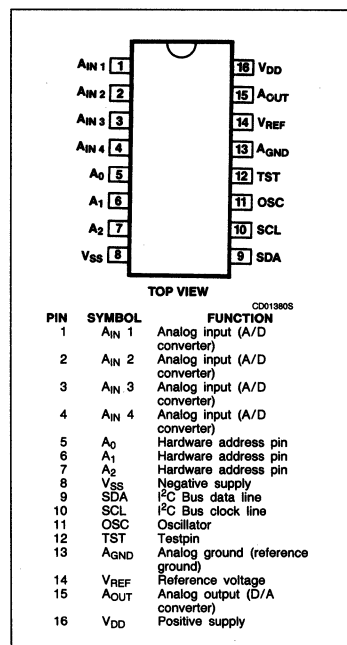 AIN 1 1 16 VDD
AIN 2 2 15 AOUT
AIN 3 3 14 VREF
AIN 4 4 13 AGND
A0 5 12 TST
A1 6 11 OSC
A2 7 10 SCL
VSS 8 9 SDA
TOP VIEW
CD01380S
PIN SYMBOL FUNCTION
1 AIN 1 Analog input (A/D
converter)
2 AIN 2 Analog input (A/D
converter)
3 AIN 3 Analog input (A/D
converter)
4 AIN 4 Analog input (A/D
converter)
5 A0 Hardware address pin
6 A1 Hardware address pin
7 A2 Hardware address pin
8 VSS Negative supply
9 SDA I2C Bus data line
10 SCL I2C Bus clock line
11 OSC Oscillator
12 TST Testpin
13 AGND Analog ground (reference
ground)
14 VREF Reference voltage
15 AOUT Analog output (D/A
converter)
16 VDD Positive supply